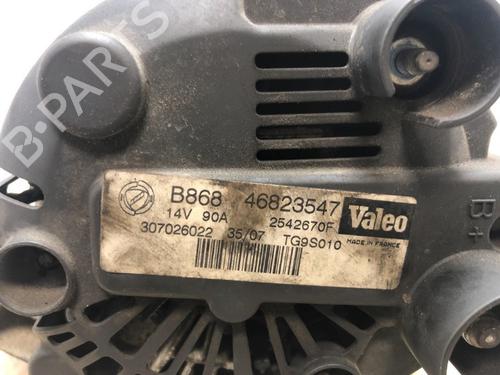 B-PARTS
B868 46823547
14V 90A 2542670F
307026022 35/07 TG9S010
Valeo
MADE IN FRANCE
B+